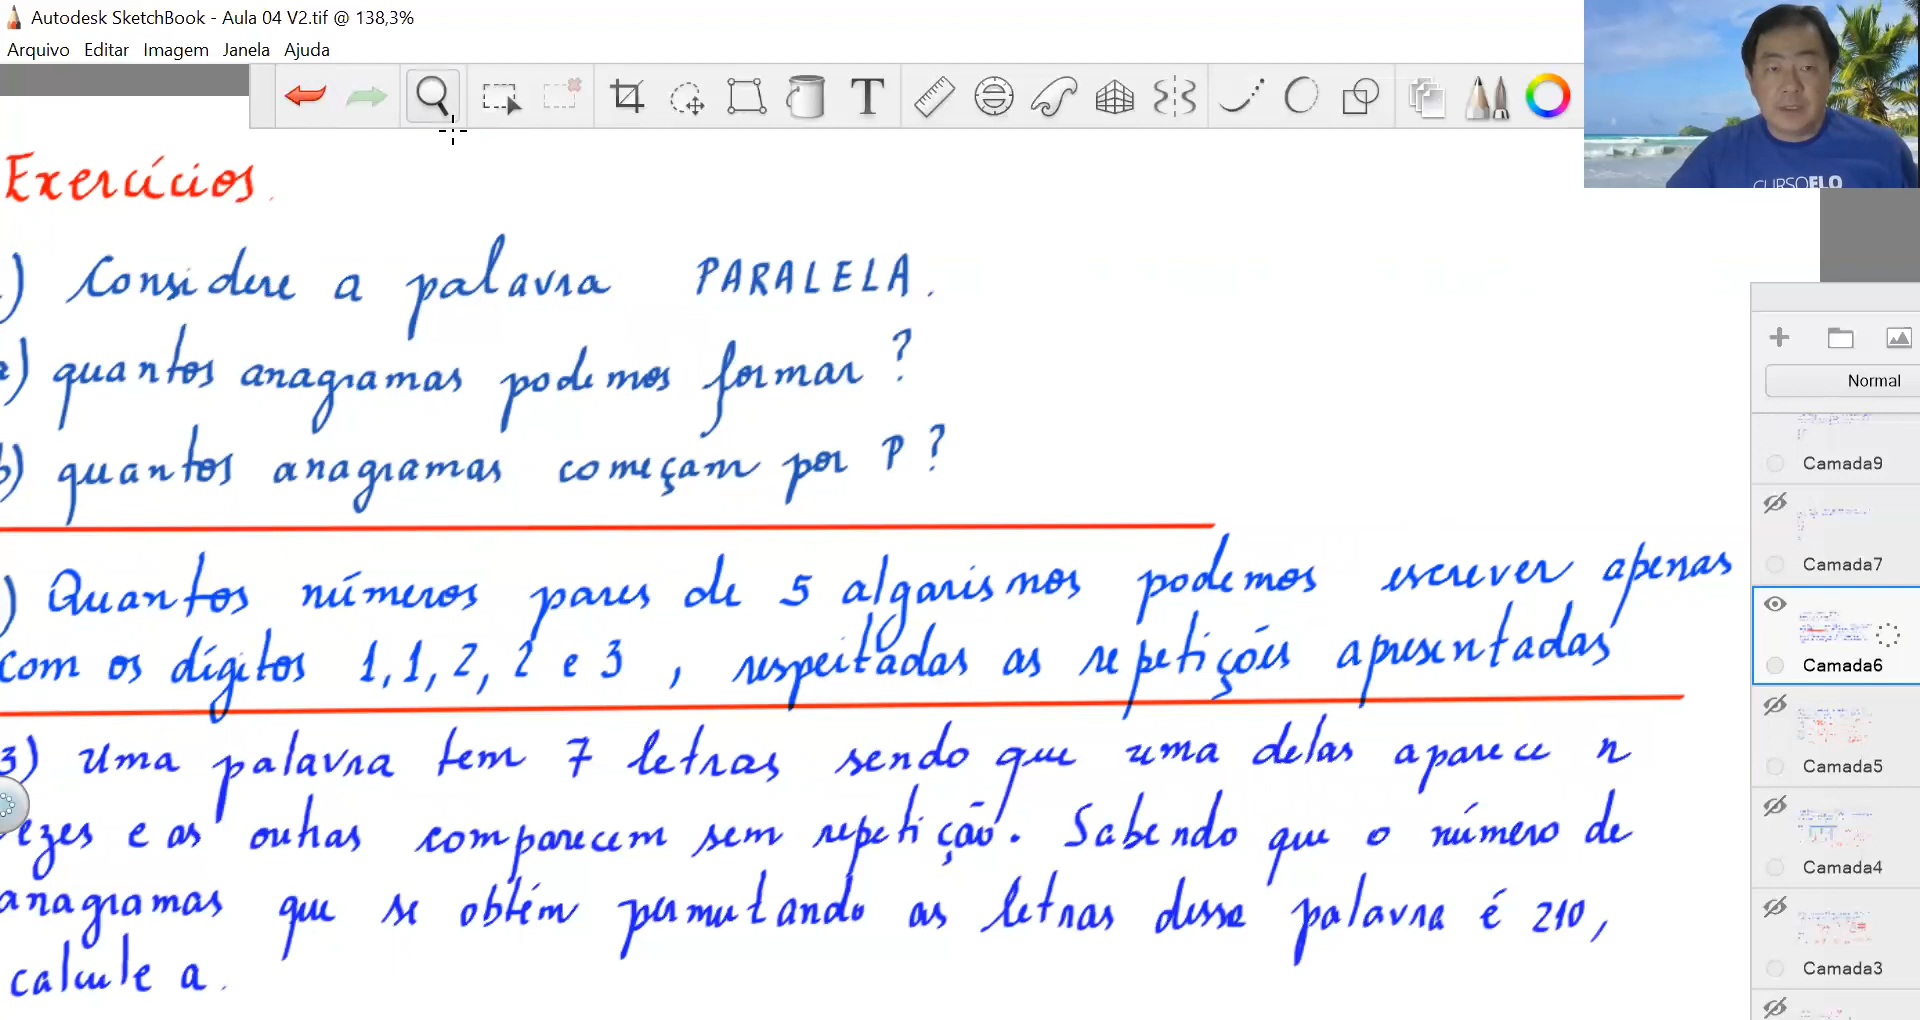 Autodesk SketchBook - Aula 04 V2.tif @ 138,3%
Arquivo Editar Imagem Janela Ajuda
T
CURSOELO
Exercícios.
) Considere a palavra PARALELA.
) quantos anagramas podemos formar?
b) quantos anagramas começam por P?
) Quantos números pares de 5 algarismos podemos escrever apenas
com os dígitos 1, 1, 2, 2 e 3, respeitadas as repetições apresentadas
3) Uma palavra tem 7 letras sendo que uma delas aparece n
ezes e as outras comparecem sem repetição. Sabendo que o número de
anagramas que se obtém permutando as letras desse palavra é 210,
calcule a.
Normal
Camada9
Camada7
Camada6
Camada5
Camada4
Camada3